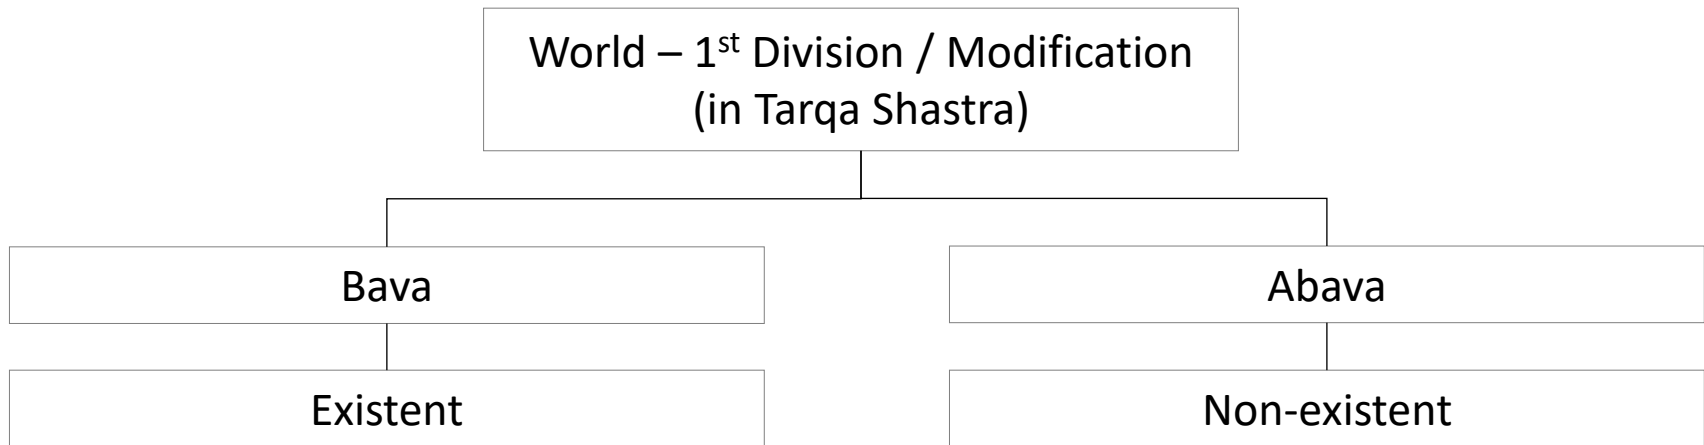 World – 1st Division / Modification
(in Tarqa Shastra)
Bava
Abava
Existent
Non-existent